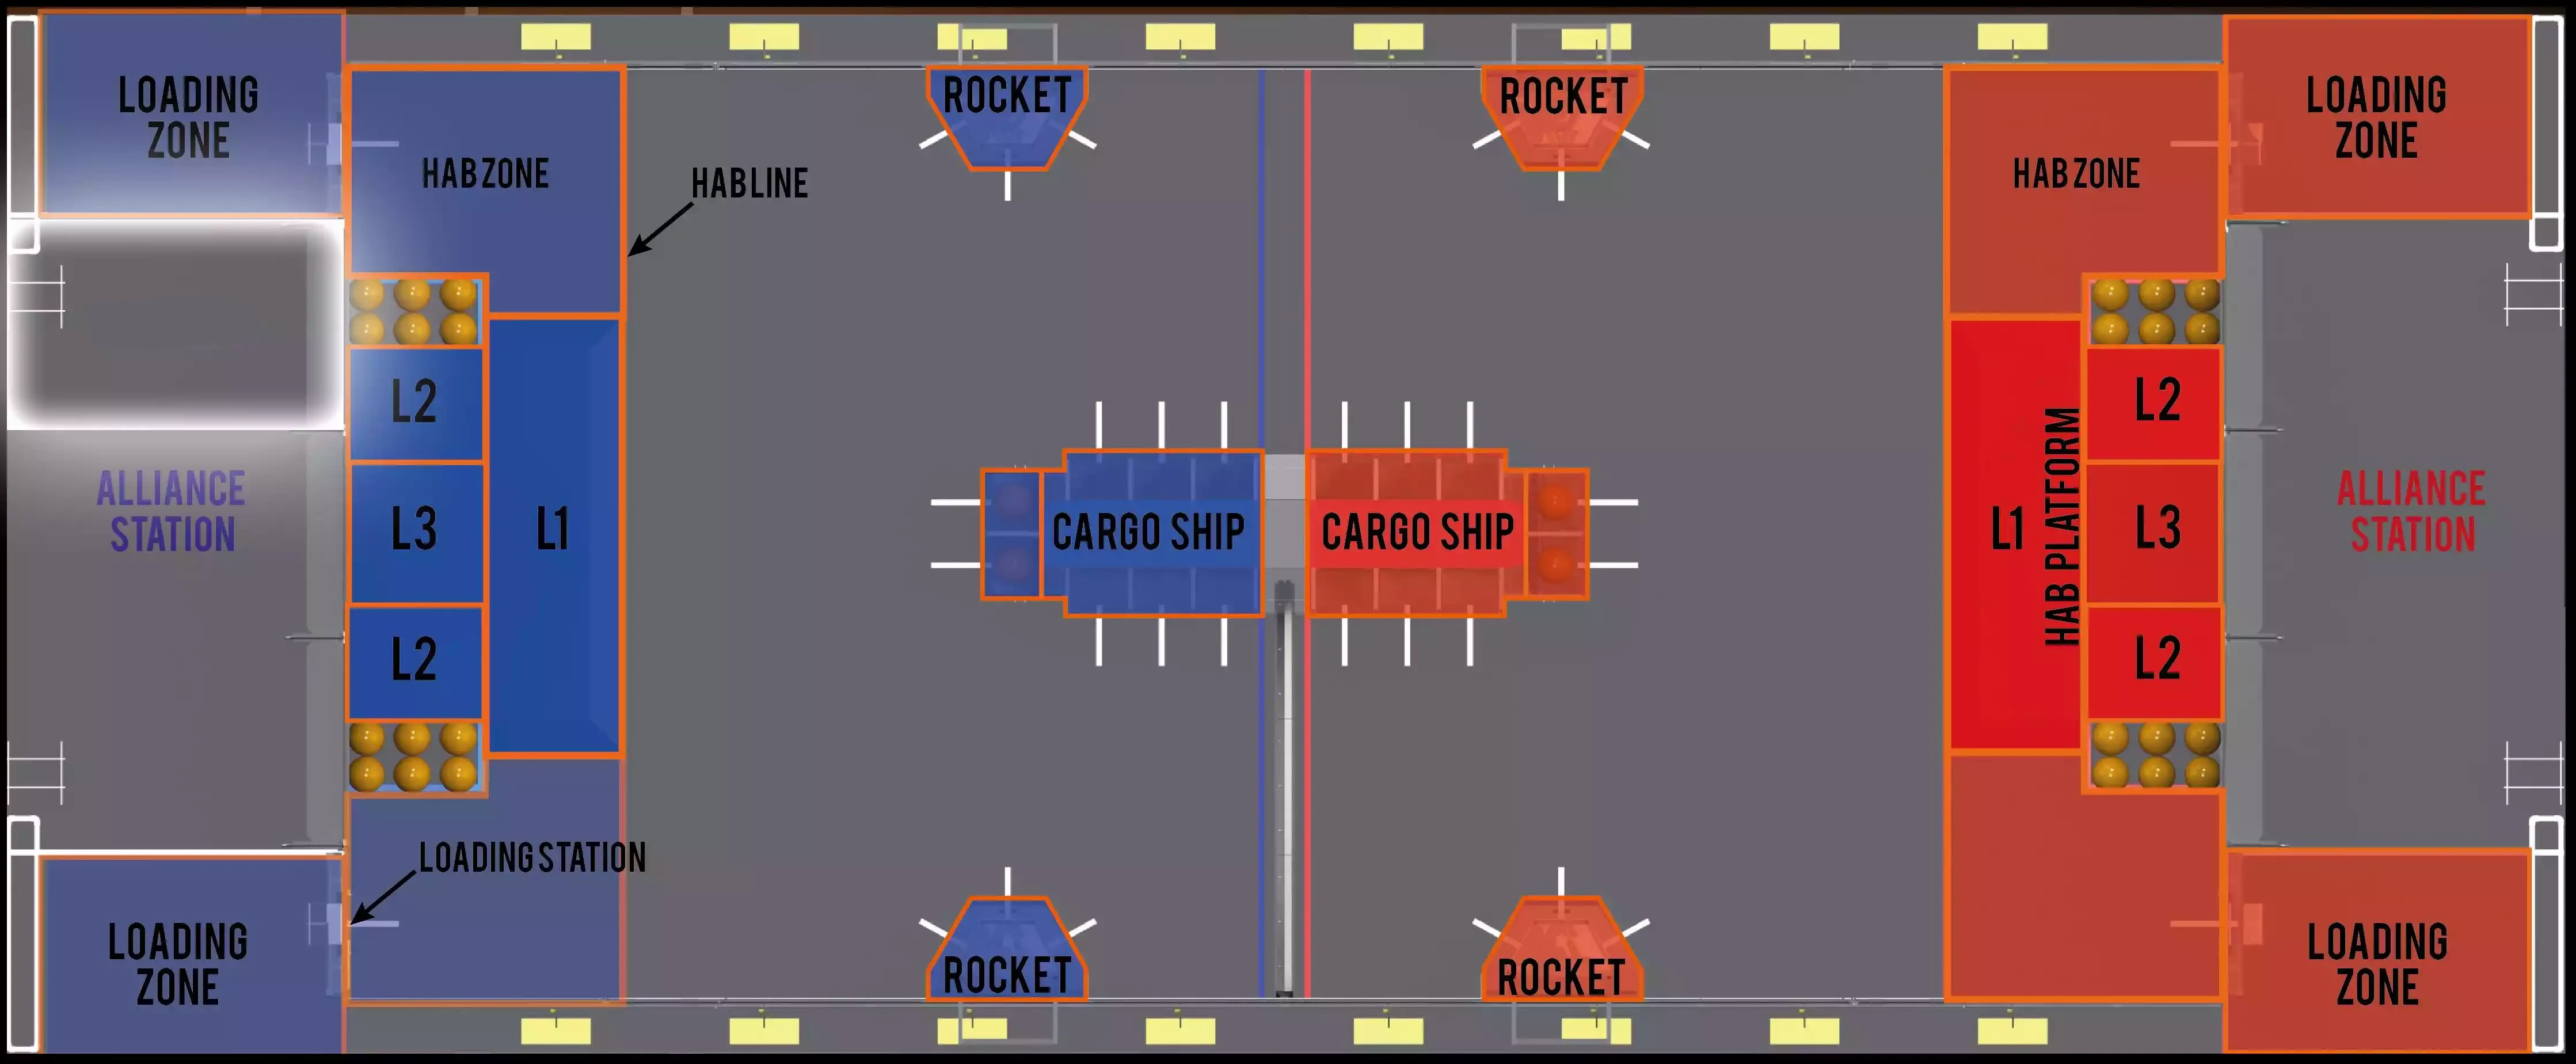 LOADING
ZONE
HAB ZONE
HAB LINE
ROCKET
ROCKET
HAB ZONE
LOADING
ZONE
L2
L3
L2
L1
ALLIANCE
STATION
CARGO SHIP
CARGO SHIP
L1
HAB PLATFORM
L2
L3
L2
ALLIANCE
STATION
LOADING STATION
LOADING
ZONE
ROCKET
ROCKET
LOADING
ZONE